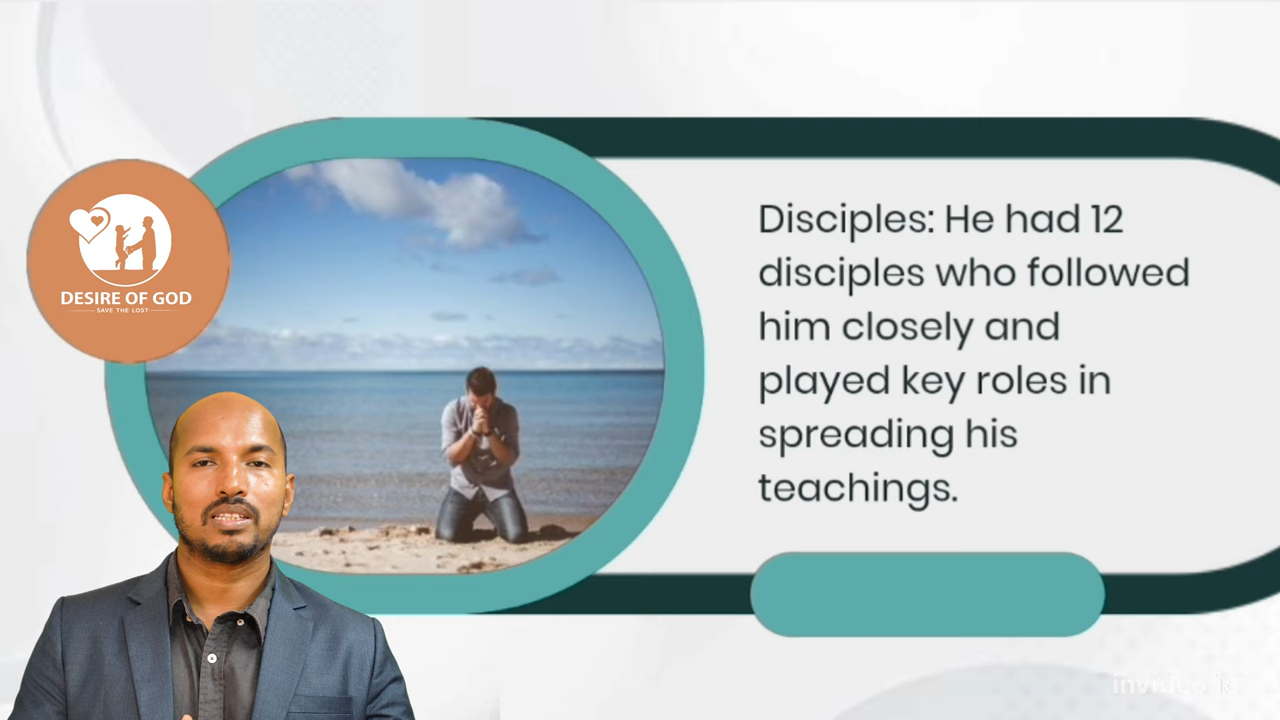 DESIRE OF GOD
SAVE THE LOST
Disciples: He had 12
disciples who followed
him closely and
played key roles in
spreading his
teachings.
invideo